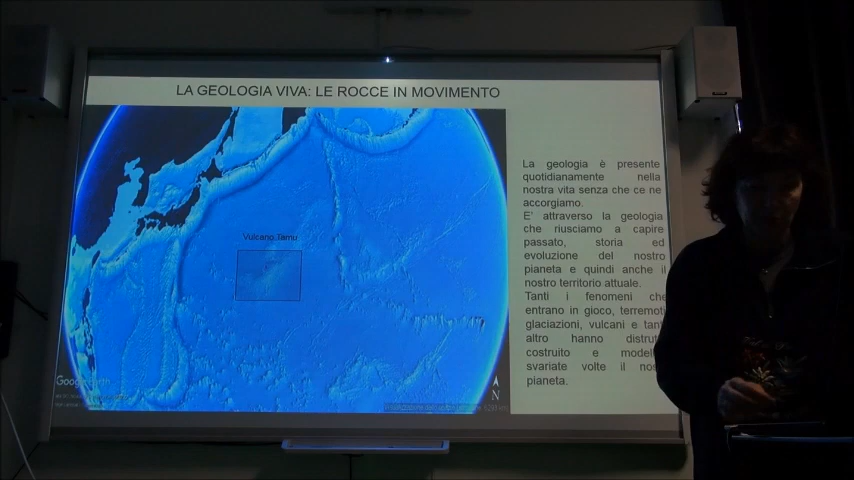 LA GEOLOGIA VIVA: LE ROCCE IN MOVIMENTO
Vulcano Tamu
La geologia è presente
quotidianamente nella
nostra vita senza che ce ne
accorgiamo.
E' attraverso la geologia
che riusciamo a capire
passato, storia ed
evoluzione del nostro
pianeta e quindi anche il
nostro territorio attuale.
Tanti i fenomeni che
entrano in gioco, terremoti
glaciazioni, vulcani e
altro hanno
costruito e
svariate volte il
pianeta.
Google earth
N